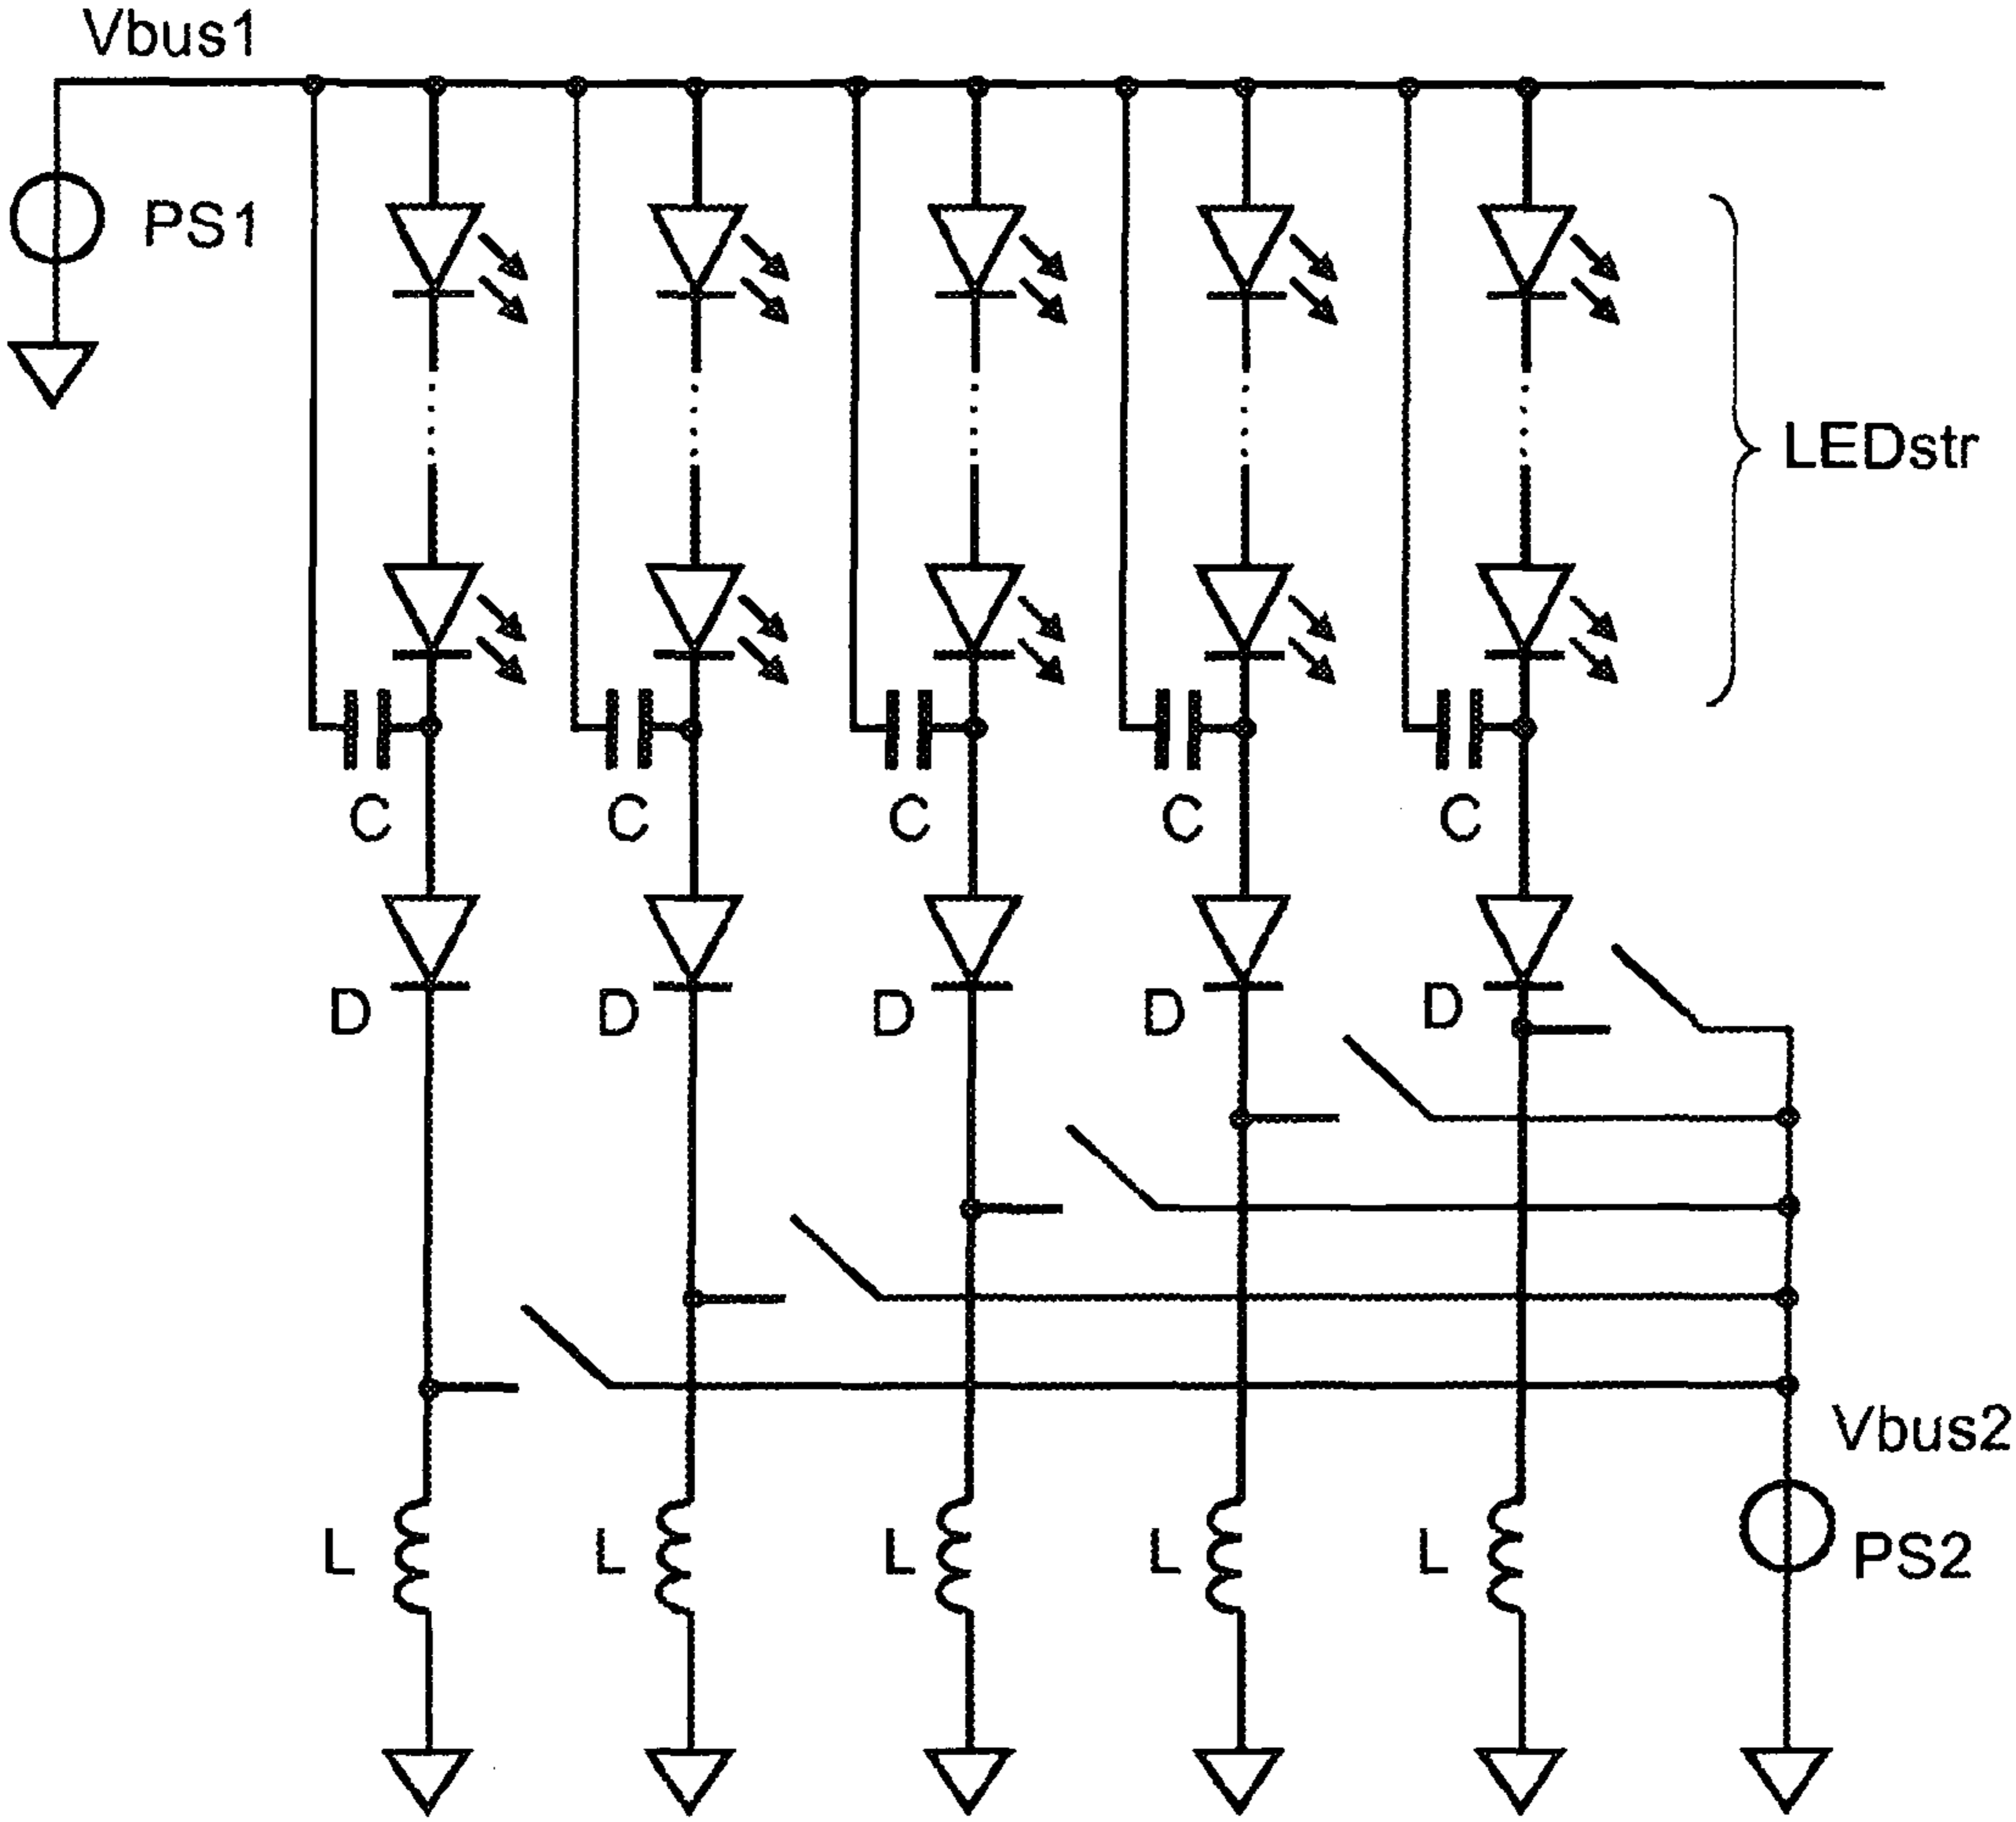 Vbus1
PS1
LEDstr
C C C C C
D D D D D
Vbus2
L L L L L PS2